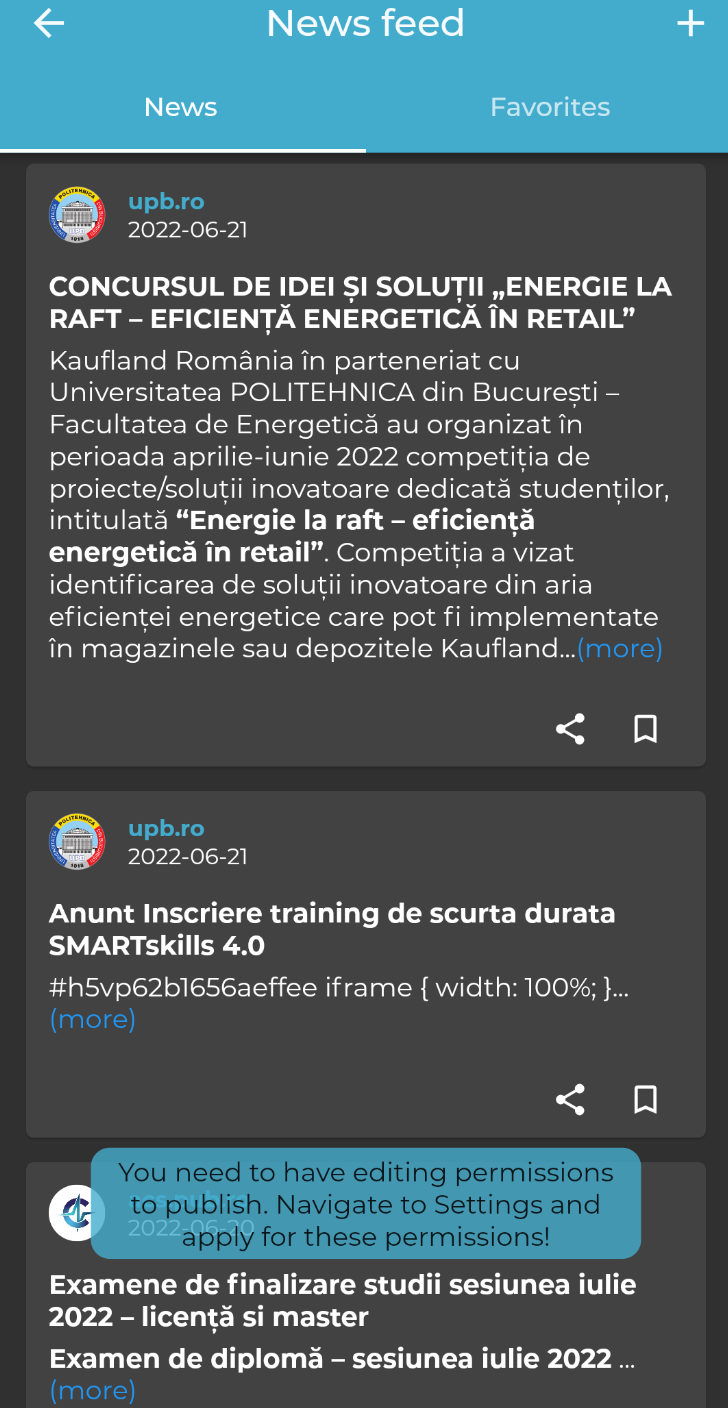 News feed
News
Favorites
upb.ro
2022-06-21
CONCURSUL DE IDEI ȘI SOLUȚII „ENERGIE LA
RAFT – EFICIENȚĂ ENERGETICĂ ÎN RETAIL”
Kaufland România în parteneriat cu
Universitatea POLITEHNICA din București –
Facultatea de Energetică au organizat în
perioada aprilie-iunie 2022 competiția de
proiecte/soluții inovatoare dedicată studenților,
intitulată “Energie la raft – eficiență
energetică în retail”. Competiția a vizat
identificarea de soluții inovatoare din aria
eficienței energetice care pot fi implementate
în magazinele sau depozitele Kaufland...(more)
upb.ro
2022-06-21
Anunt Inscriere training de scurta durata
SMARTskills 4.0
#h5vp62b1656aeffee iframe { width: 100%; }...
(more)
You need to have editing permissions
to publish. Navigate to Settings and
apply for these permissions!
2022-06-20
Examene de finalizare studii sesiunea iulie
2022 – licență si master
Examen de diplomă – sesiunea iulie 2022 ...
(more)